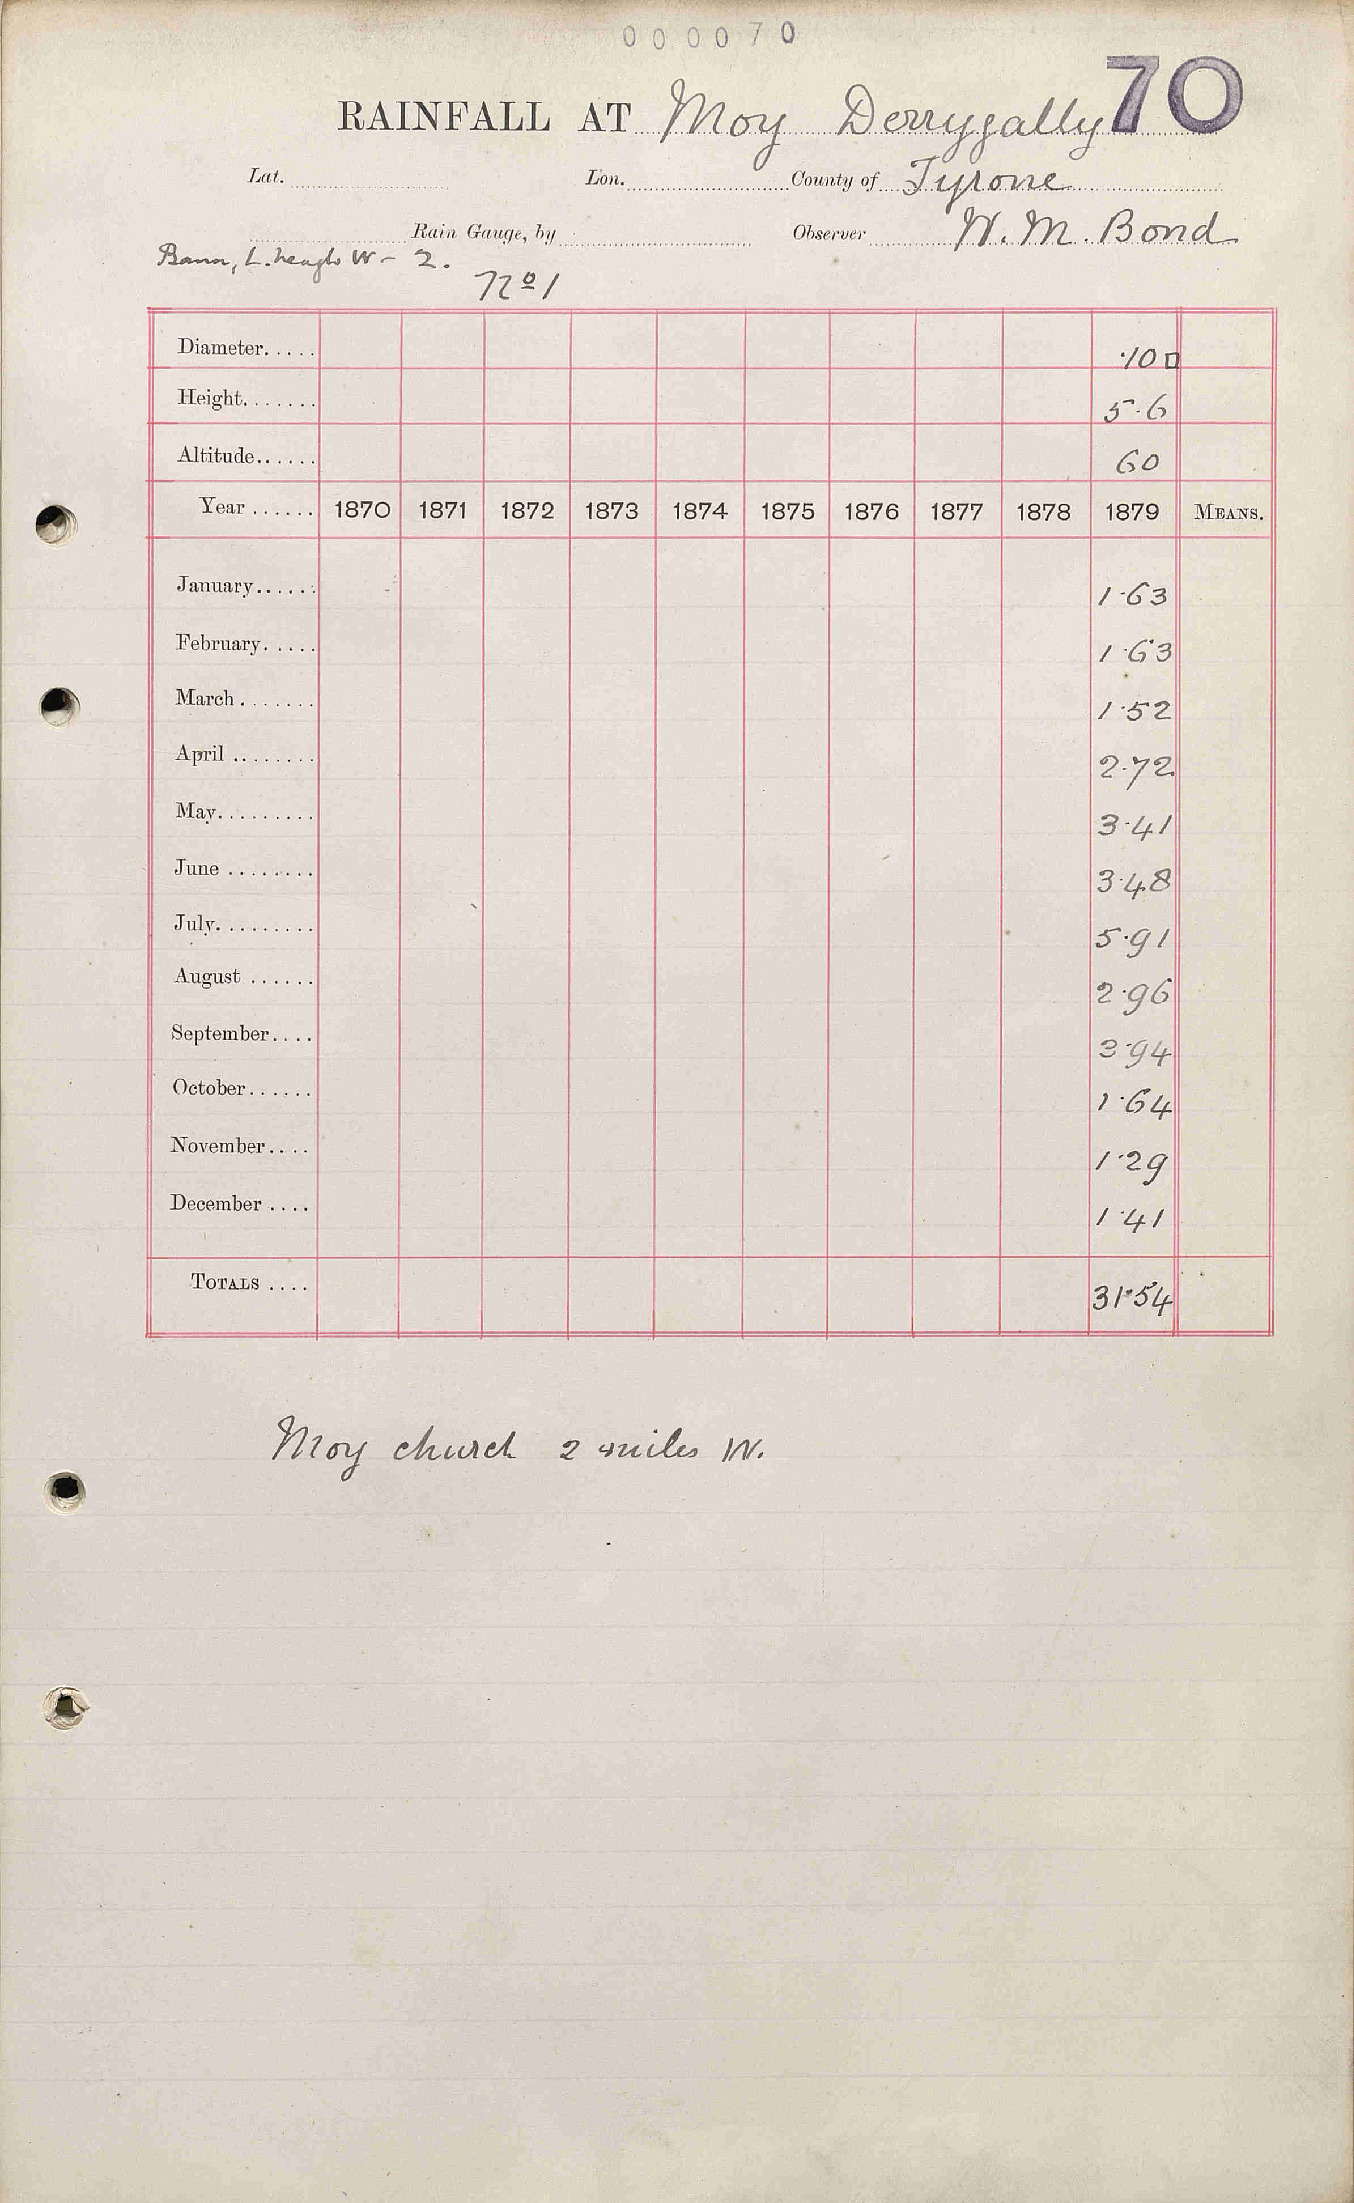 000070
70
RAINFALL AT Moy Derrygally
Lat. Lon. County of Tyrone
Rain Gauge, by Observer W. M. Bond
Bann, L. Neagh W - 2.
No 1
Diameter..... ·10□
Height....... 5·6
Altitude...... 60
Year ...... 1870 1871 1872 1873 1874 1875 1876 1877 1878 1879 MEANS.
January...... 1·63
February..... 1·63
March....... 1·52
April ........ 2·72
May......... 3·41
June ........ 3·48
July......... 5·91
August ...... 2·96
September.... 3·94
October...... 1·64
November.... 1·29
December .... 1·41
TOTALS .... 31·54
Moy church 2 miles W.